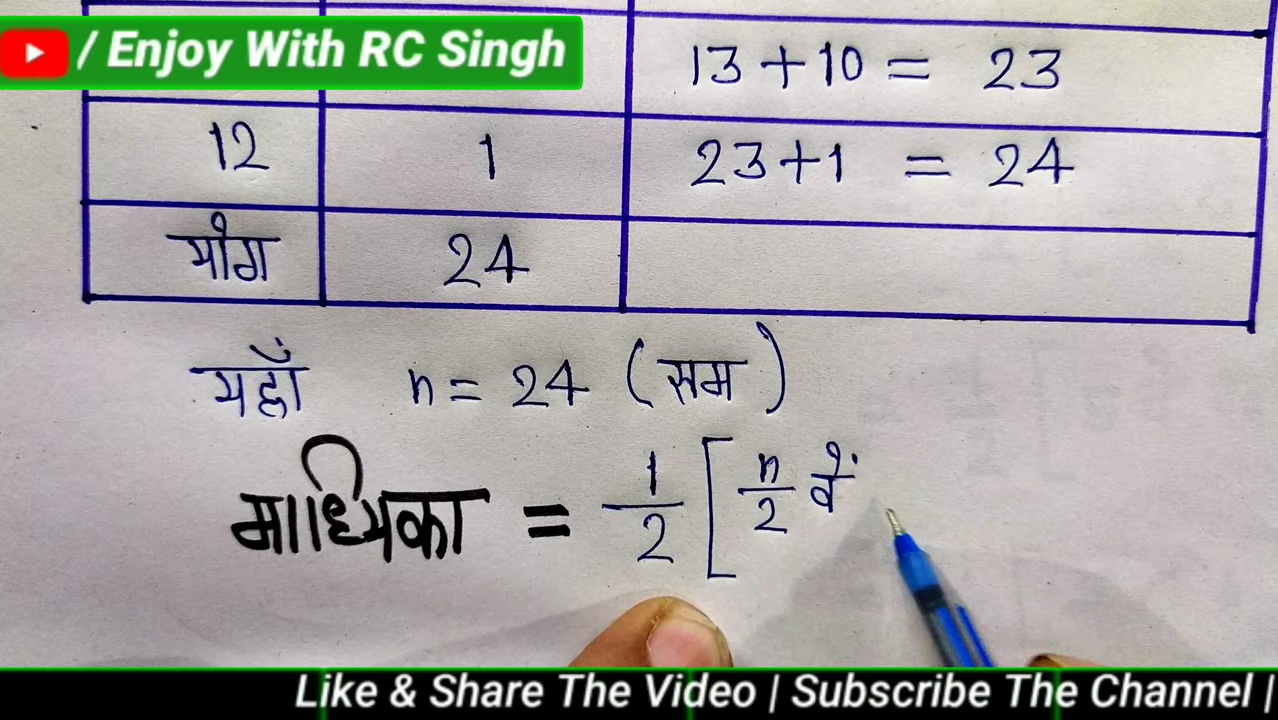 / Enjoy With RC Singh
13 + 10 = 23
12 1 23 + 1 = 24
योग 24
यहाँ n = 24 (सम)
माध्यिका = 1/2 [ n/2 वें
Like & Share The Video | Subscribe The Channel |